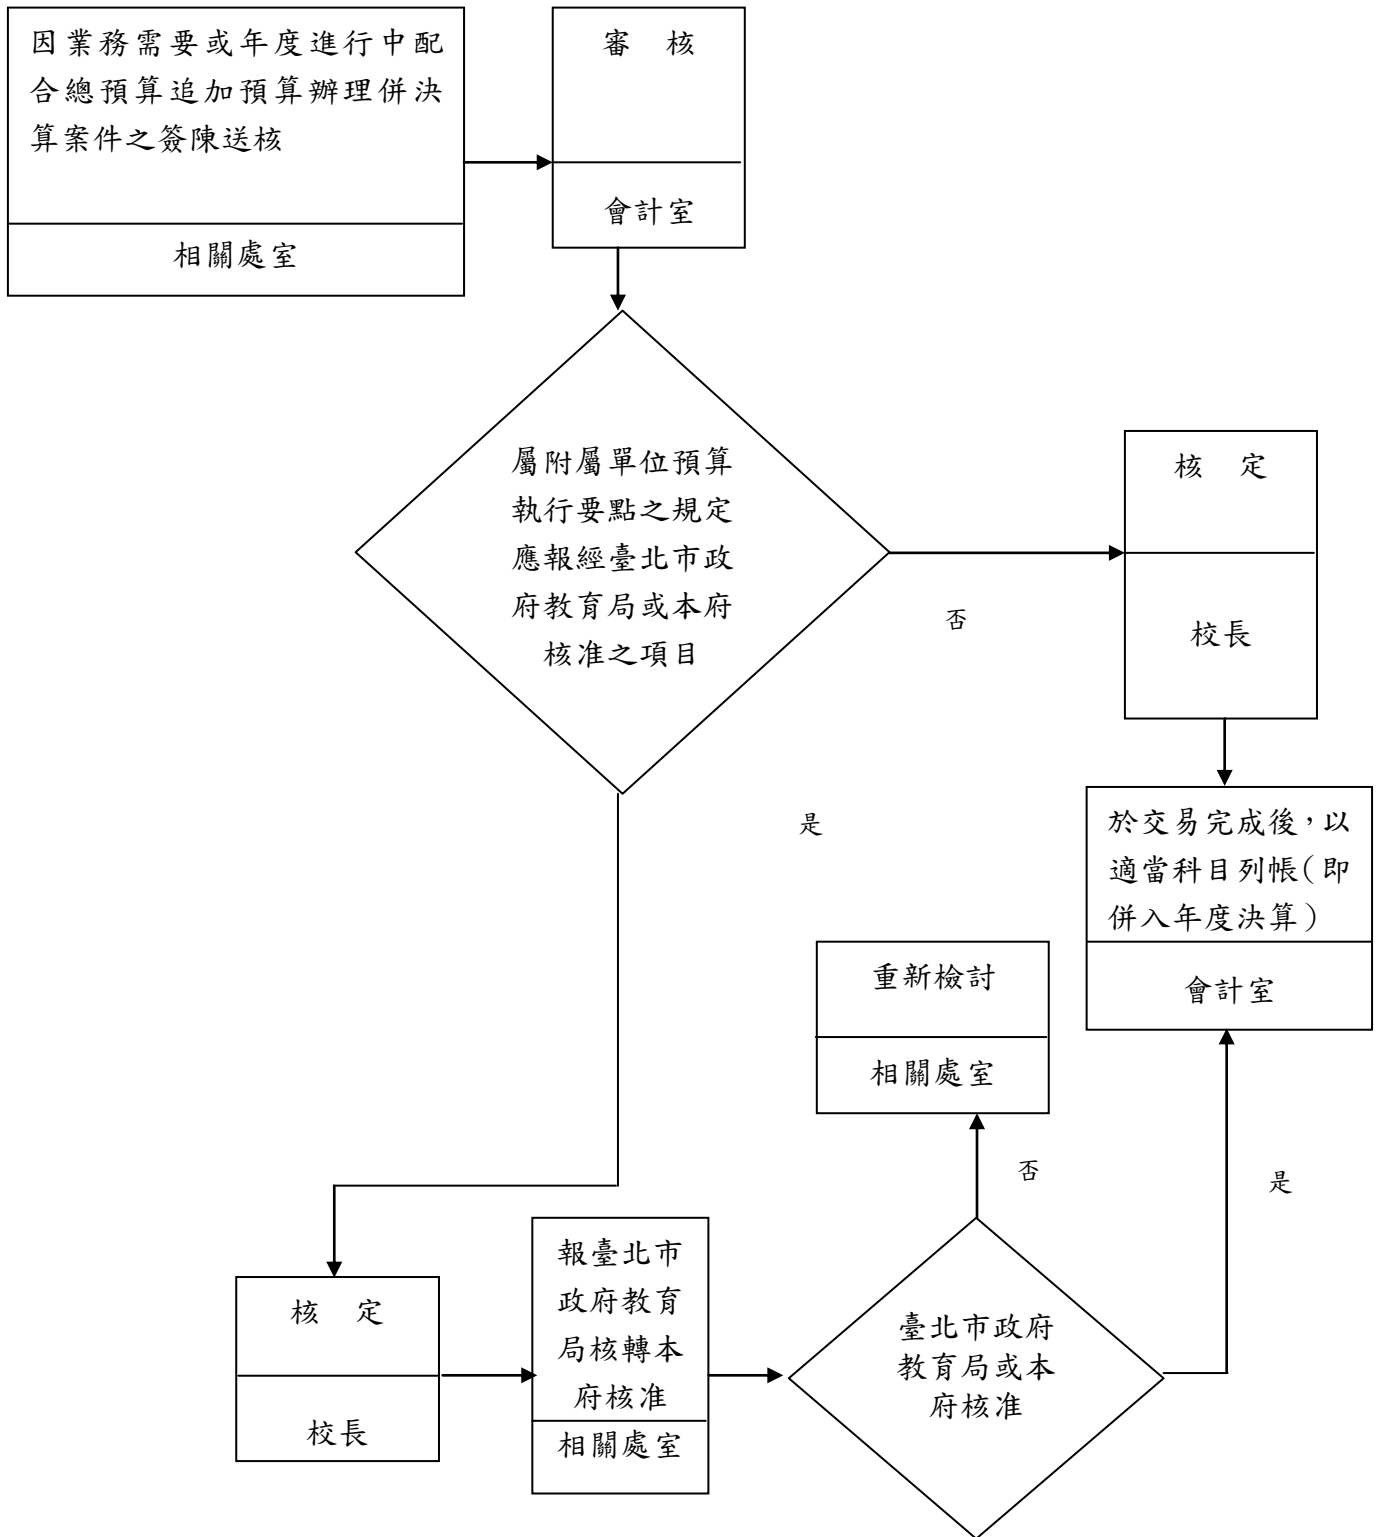 因業務需要或年度進行中配
合總預算追加預算辦理併決
算案件之簽陳送核
相關處室
審　核
會計室
屬附屬單位預算
執行要點之規定
應報經臺北市政
府教育局或本府
核准之項目
否
核　定
校長
是
於交易完成後，以
適當科目列帳（即
併入年度決算）
會計室
重新檢討
相關處室
否
是
核　定
校長
報臺北市
政府教育
局核轉本
府核准
相關處室
臺北市政府
教育局或本
府核准